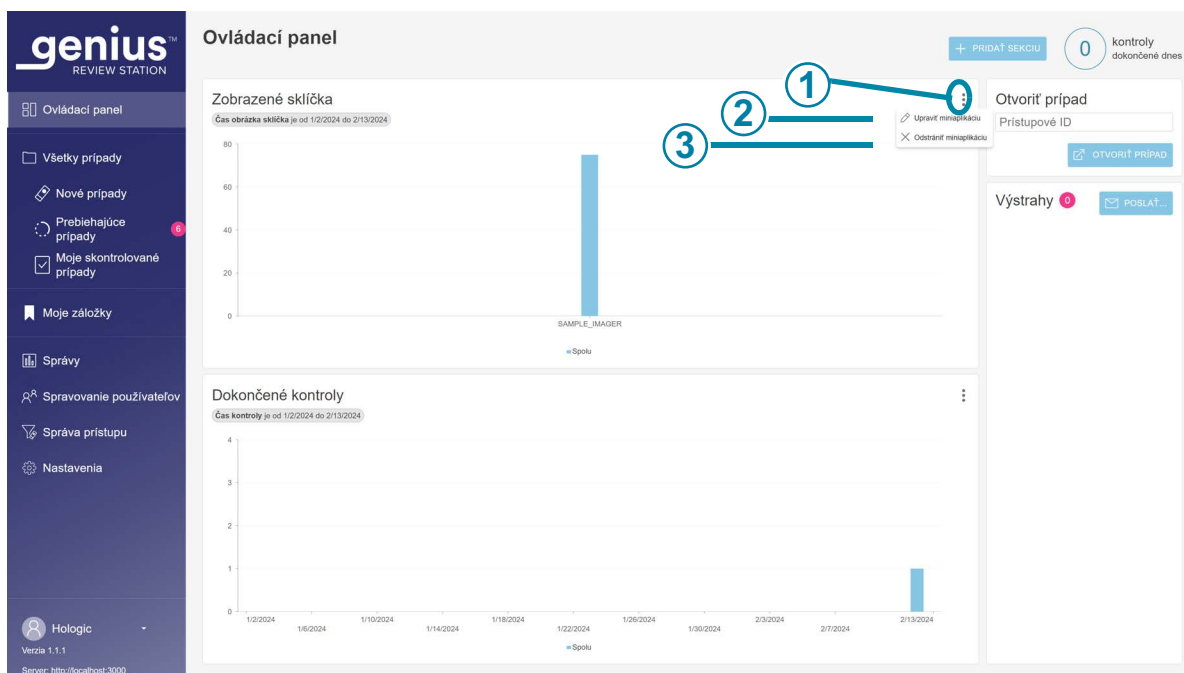 genius™
REVIEW STATION
Ovládací panel
Všetky prípady
Nové prípady
Prebiehajúce
prípady
6
Moje skontrolované
prípady
Moje záložky
Správy
Spravovanie používateľov
Správa prístupu
Nastavenia
Hologic
Verzia 1.1.1
Server: http://localhost:3000
Ovládací panel
+ PRIDAŤ SEKCIU
0
kontroly
dokončené dnes
Zobrazené sklíčka
Čas obrázka sklíčka je od 1/2/2024 do 2/13/2024
1
2
3
Upraviť miniaplikáciu
Odstrániť miniaplikáciu
80
60
40
20
0
SAMPLE_IMAGER
Spolu
Dokončené kontroly
Čas kontroly je od 1/2/2024 do 2/13/2024
4
3
2
1
0
1/2/2024
1/6/2024
1/10/2024
1/14/2024
1/18/2024
1/22/2024
1/26/2024
1/30/2024
2/3/2024
2/7/2024
2/13/2024
Spolu
Otvoriť prípad
Prístupové ID
OTVORIŤ PRÍPAD
Výstrahy 0
POSLAŤ...